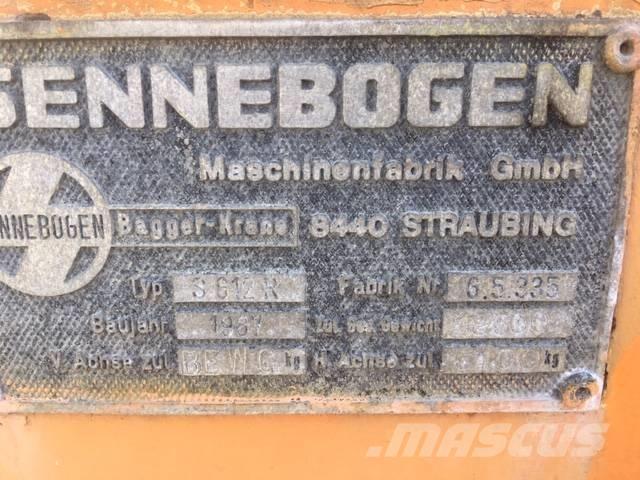 SENNEBOGEN
Maschinenfabrik GmbH
NNEBOGEN Bagger-Krane 8440 STRAUBING
Typ S 612 R Fabrik Nr. 6.5.335
Baujahr zul. ges. Gewicht
V. Achse zul. BEWG kg H. Achse zul. kg
MASCUS